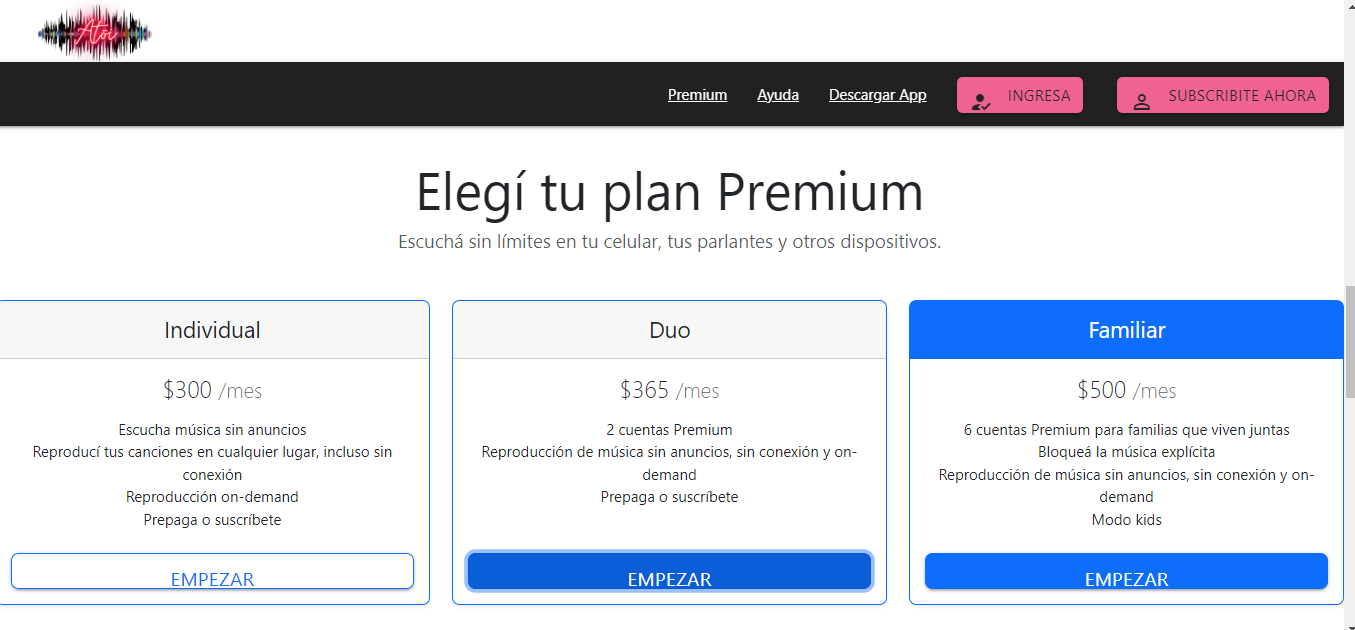 Atoi
Premium Ayuda Descargar App INGRESA SUBSCRIBITE AHORA
Elegí tu plan Premium
Escuchá sin límites en tu celular, tus parlantes y otros dispositivos.
Individual
$300 /mes
Escucha música sin anuncios
Reproducí tus canciones en cualquier lugar, incluso sin
conexión
Reproducción on-demand
Prepaga o suscríbete
EMPEZAR
Duo
$365 /mes
2 cuentas Premium
Reproducción de música sin anuncios, sin conexión y on-
demand
Prepaga o suscríbete
EMPEZAR
Familiar
$500 /mes
6 cuentas Premium para familias que viven juntas
Bloqueá la música explícita
Reproducción de música sin anuncios, sin conexión y on-
demand
Modo kids
EMPEZAR